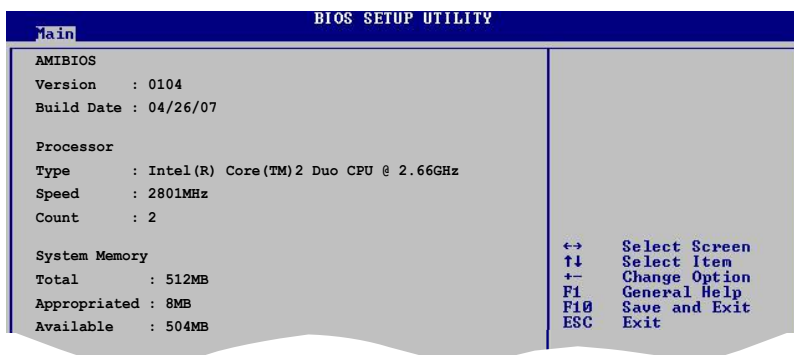 BIOS SETUP UTILITY
Main
AMIBIOS
Version : 0104
Build Date : 04/26/07
Processor
Type : Intel(R) Core(TM)2 Duo CPU @ 2.66GHz
Speed : 2801MHz
Count : 2
System Memory
Total : 512MB
Appropriated : 8MB
Available : 504MB
←→ Select Screen
↑↓ Select Item
+- Change Option
F1 General Help
F10 Save and Exit
ESC Exit